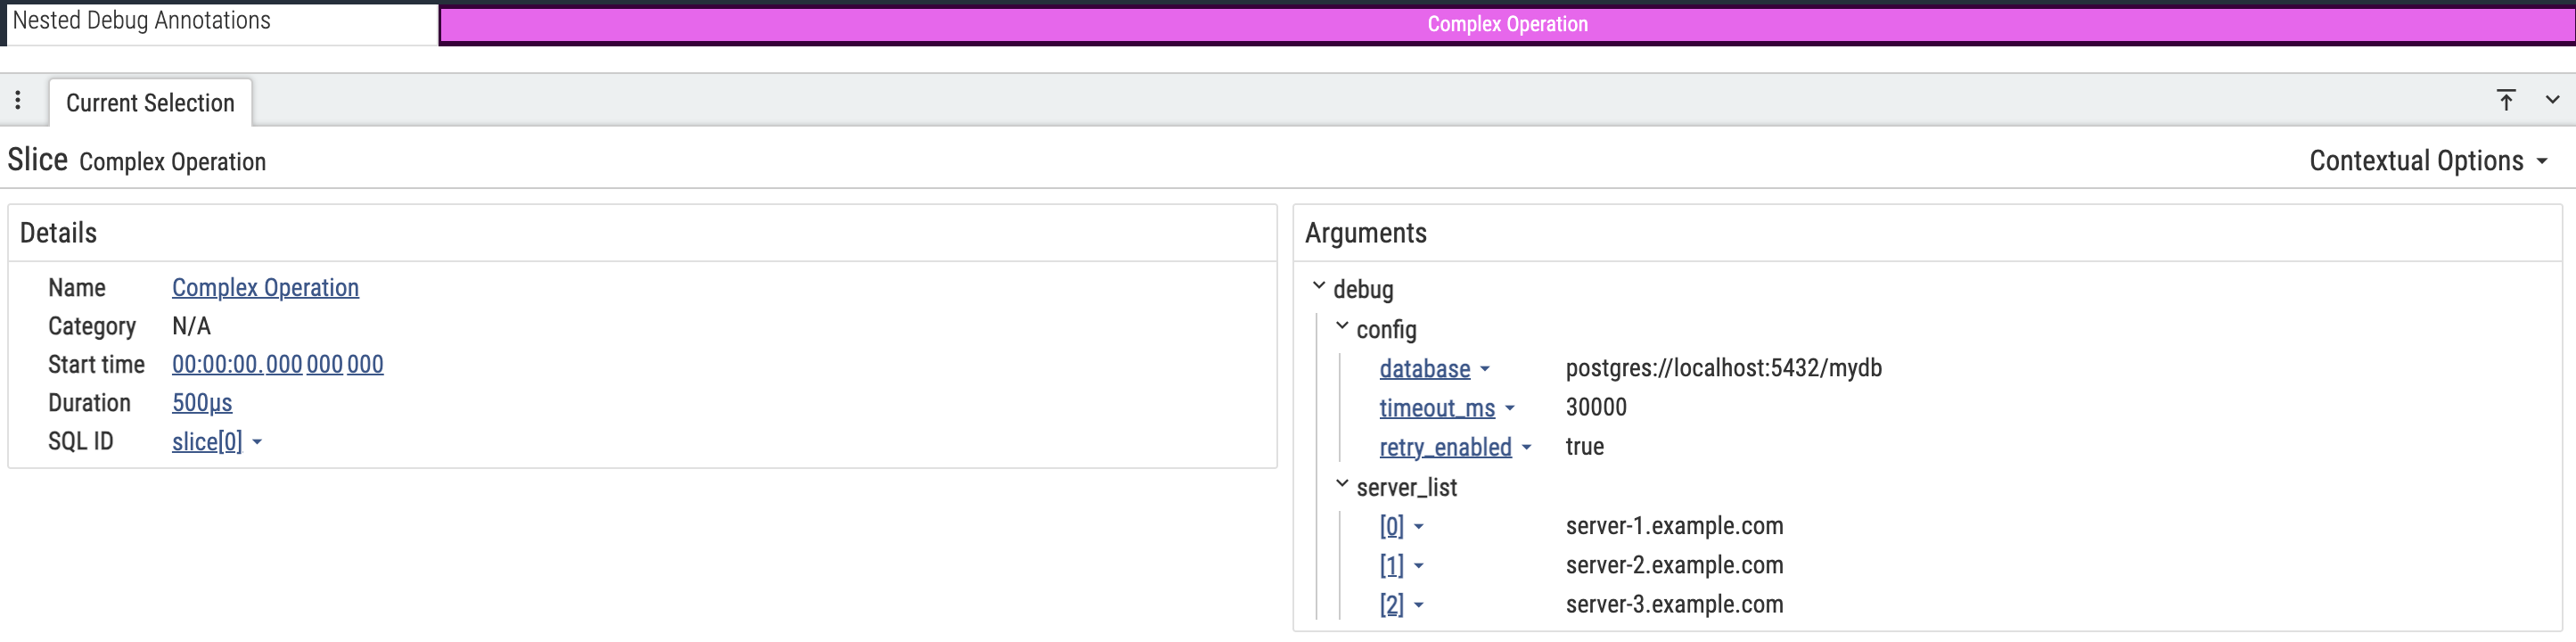 Nested Debug Annotations
Complex Operation
Current Selection
Slice Complex Operation
Contextual Options
Details
Name Complex Operation
Category N/A
Start time 00:00:00.000 000 000
Duration 500µs
SQL ID slice[0]
Arguments
debug
config
database postgres://localhost:5432/mydb
timeout_ms 30000
retry_enabled true
server_list
[0] server-1.example.com
[1] server-2.example.com
[2] server-3.example.com